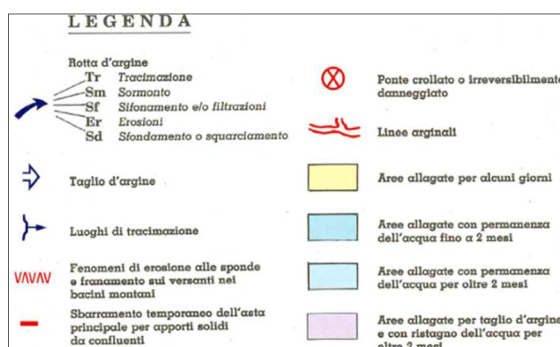 LEGENDA
Rotta d'argine
Tr Tracimazione
Sm Sormonto
Sf Sifonamento e/o filtrazioni
Er Erosioni
Sd Sfondamento o squarciamento
Taglio d'argine
Luoghi di tracimazione
Fenomeni di erosione alle sponde
e franamento sui versanti nei
bacini montani
Sbarramento temporaneo dell'asta
principale per apporti solidi
da confluenti
Ponte crollato o irreversibilmente
danneggiato
Linee arginali
Aree allagate per alcuni giorni
Aree allagate con permanenza
dell'acqua fino a 2 mesi
Aree allagate con permanenza
dell'acqua per oltre 2 mesi
Aree allagate per taglio d'argine
e con ristagno dell'acqua per
oltre 2 mesi